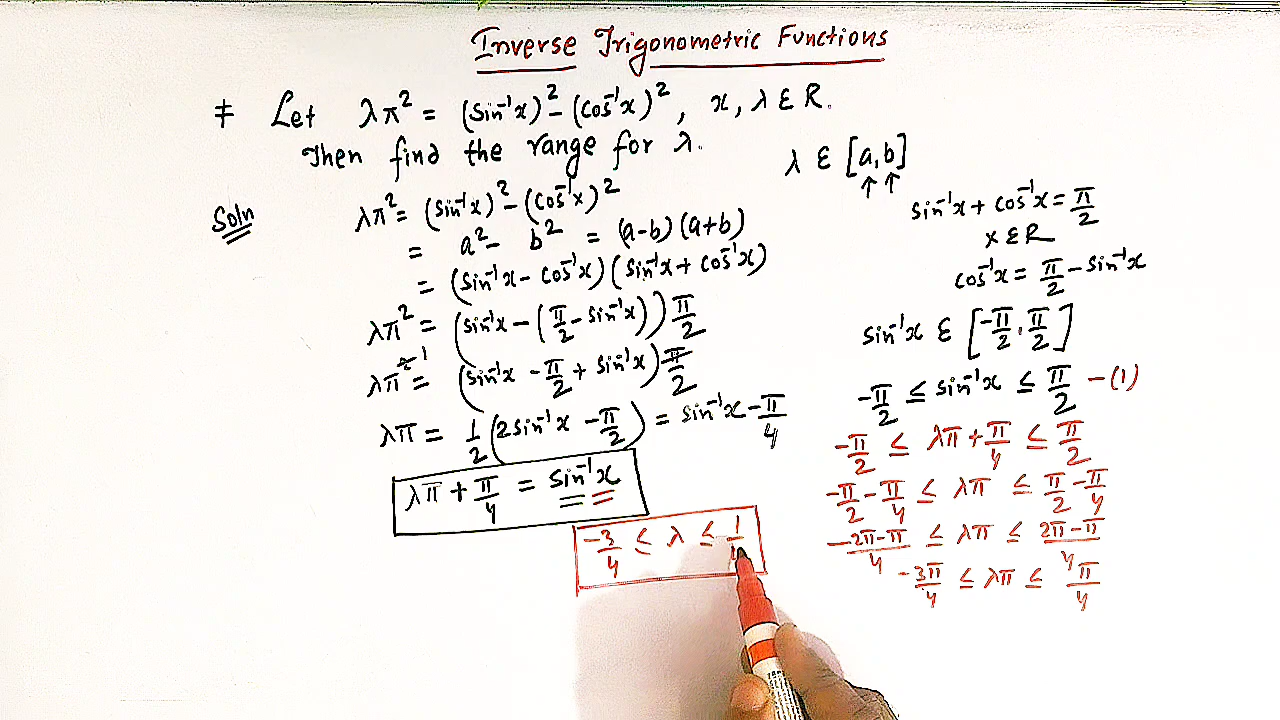 Inverse Trigonometric Functions
≠ Let λπ² = (Sin⁻¹x)² - (Cos⁻¹x)², x, λ ε R.
Then find the range for λ.
λ ε [a,b]
↑ ↑
Soln
λπ² = (sin⁻¹x)² - (cos⁻¹x)²
= a² - b² = (a-b)(a+b)
= (sin⁻¹x - cos⁻¹x)(sin⁻¹x + cos⁻¹x)
λπ² = (sin⁻¹x - (π/2 - sin⁻¹x)) π/2
λπ² ¹ = (sin⁻¹x - π/2 + sin⁻¹x) π/2
λπ = 1/2 (2sin⁻¹x - π/2) = sin⁻¹x - π/4
λπ + π/4 = sin⁻¹x
-3/4 ≤ λ ≤ 1
sin⁻¹x + cos⁻¹x = π/2
x ε R
cos⁻¹x = π/2 - sin⁻¹x
sin⁻¹x ε [-π/2, π/2]
-π/2 ≤ sin⁻¹x ≤ π/2 -(1)
-π/2 ≤ λπ + π/4 ≤ π/2
-π/2 - π/4 ≤ λπ ≤ π/2 - π/4
-2π-π/4 ≤ λπ ≤ 2π-π/4
-3π/4 ≤ λπ ≤ π/4